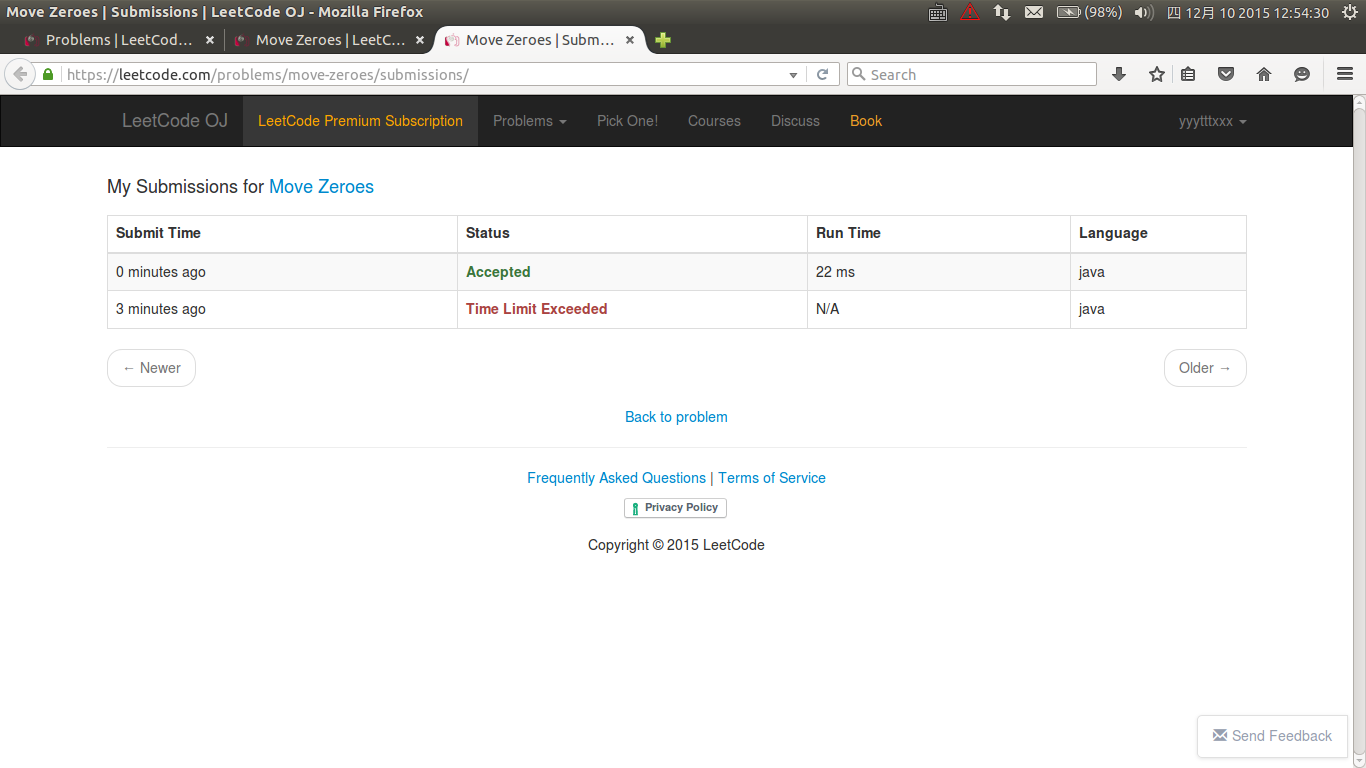 Move Zeroes | Submissions | LeetCode OJ - Mozilla Firefox (98%) 四 12月 10 2015 12:54:30
Problems | LeetCod... × Move Zeroes | LeetC... × Move Zeroes | Subm... ×
https://leetcode.com/problems/move-zeroes/submissions/ Search
LeetCode OJ LeetCode Premium Subscription Problems Pick One! Courses Discuss Book yyytttxxx
My Submissions for Move Zeroes
Submit Time Status Run Time Language
0 minutes ago Accepted 22 ms java
3 minutes ago Time Limit Exceeded N/A java
← Newer Older →
Back to problem
Frequently Asked Questions | Terms of Service
Privacy Policy
Copyright © 2015 LeetCode
Send Feedback